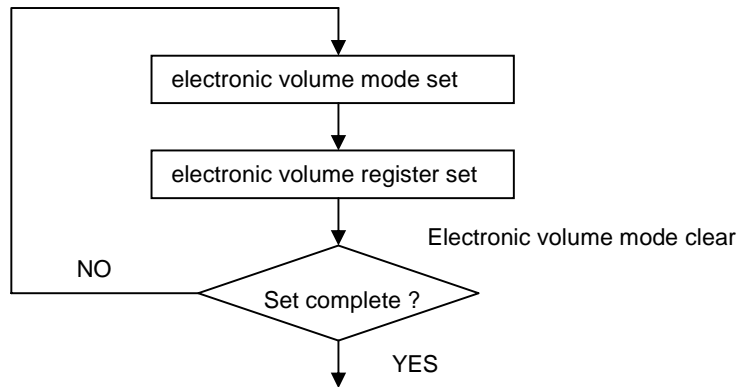 electronic volume mode set
electronic volume register set
Electronic volume mode clear
NO
Set complete ?
YES